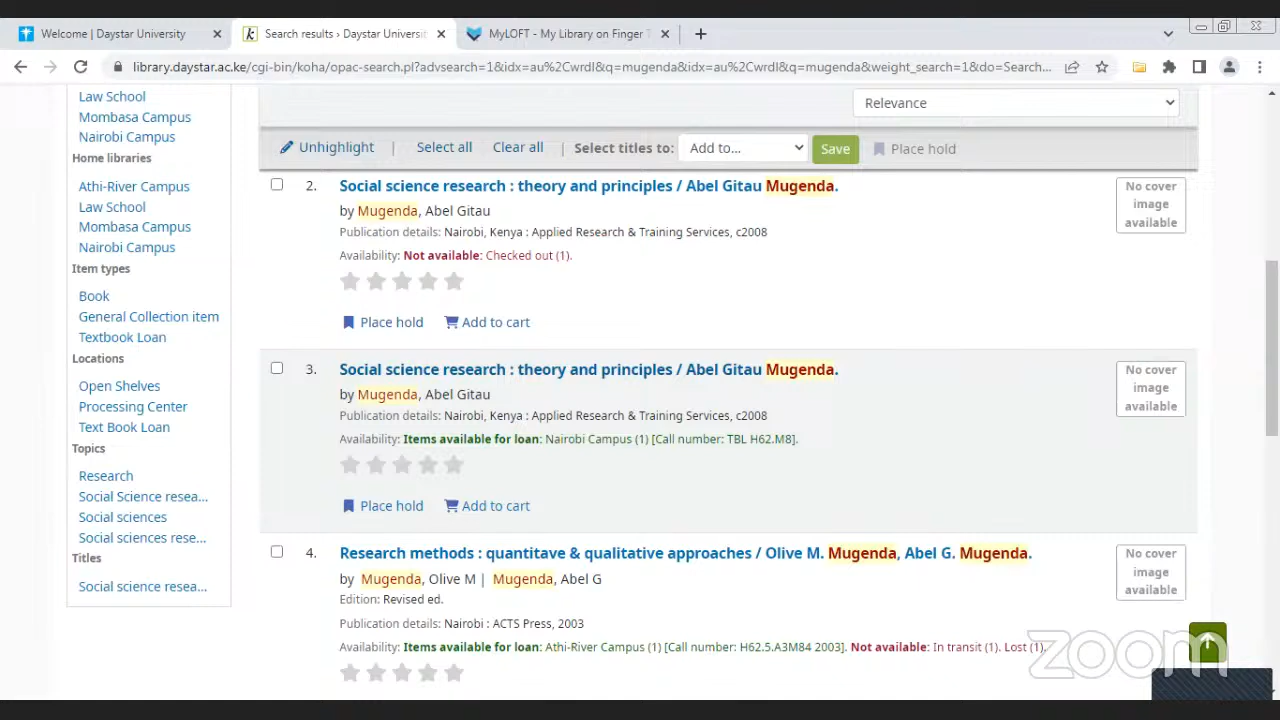 Welcome | Daystar University
Search results › Daystar Universit
MyLOFT - My Library on Finger T
library.daystar.ac.ke/cgi-bin/koha/opac-search.pl?advsearch=1&idx=au%2Cwrdl&q=mugenda&idx=au%2Cwrdl&q=mugenda&weight_search=1&do=Search...
Law School
Mombasa Campus
Nairobi Campus
Home libraries
Athi-River Campus
Law School
Mombasa Campus
Nairobi Campus
Item types
Book
General Collection item
Textbook Loan
Locations
Open Shelves
Processing Center
Text Book Loan
Topics
Research
Social Science resea...
Social sciences
Social sciences rese...
Titles
Social science resea...
Relevance
Unhighlight | Select all Clear all | Select titles to: Add to... Save Place hold
2. Social science research : theory and principles / Abel Gitau Mugenda.
by Mugenda, Abel Gitau
Publication details: Nairobi, Kenya : Applied Research & Training Services, c2008
Availability: Not available: Checked out (1).
Place hold Add to cart
No cover
image
available
3. Social science research : theory and principles / Abel Gitau Mugenda.
by Mugenda, Abel Gitau
Publication details: Nairobi, Kenya : Applied Research & Training Services, c2008
Availability: Items available for loan: Nairobi Campus (1) [Call number: TBL H62.M8].
Place hold Add to cart
No cover
image
available
4. Research methods : quantitave & qualitative approaches / Olive M. Mugenda, Abel G. Mugenda.
by Mugenda, Olive M | Mugenda, Abel G
Edition: Revised ed.
Publication details: Nairobi : ACTS Press, 2003
Availability: Items available for loan: Athi-River Campus (1) [Call number: H62.5.A3M84 2003]. Not available: In transit (1). Lost (1).
No cover
image
available
zoom